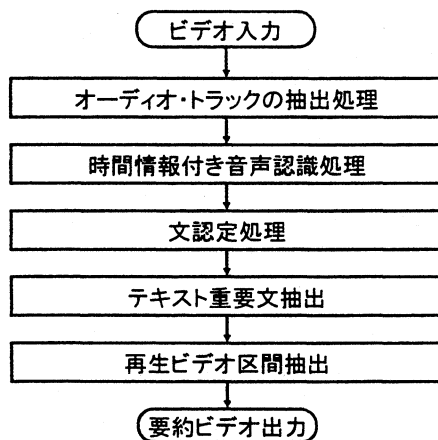 ビデオ入力
オーディオ・トラックの抽出処理
時間情報付き音声認識処理
文認定処理
テキスト重要文抽出
再生ビデオ区間抽出
要約ビデオ出力